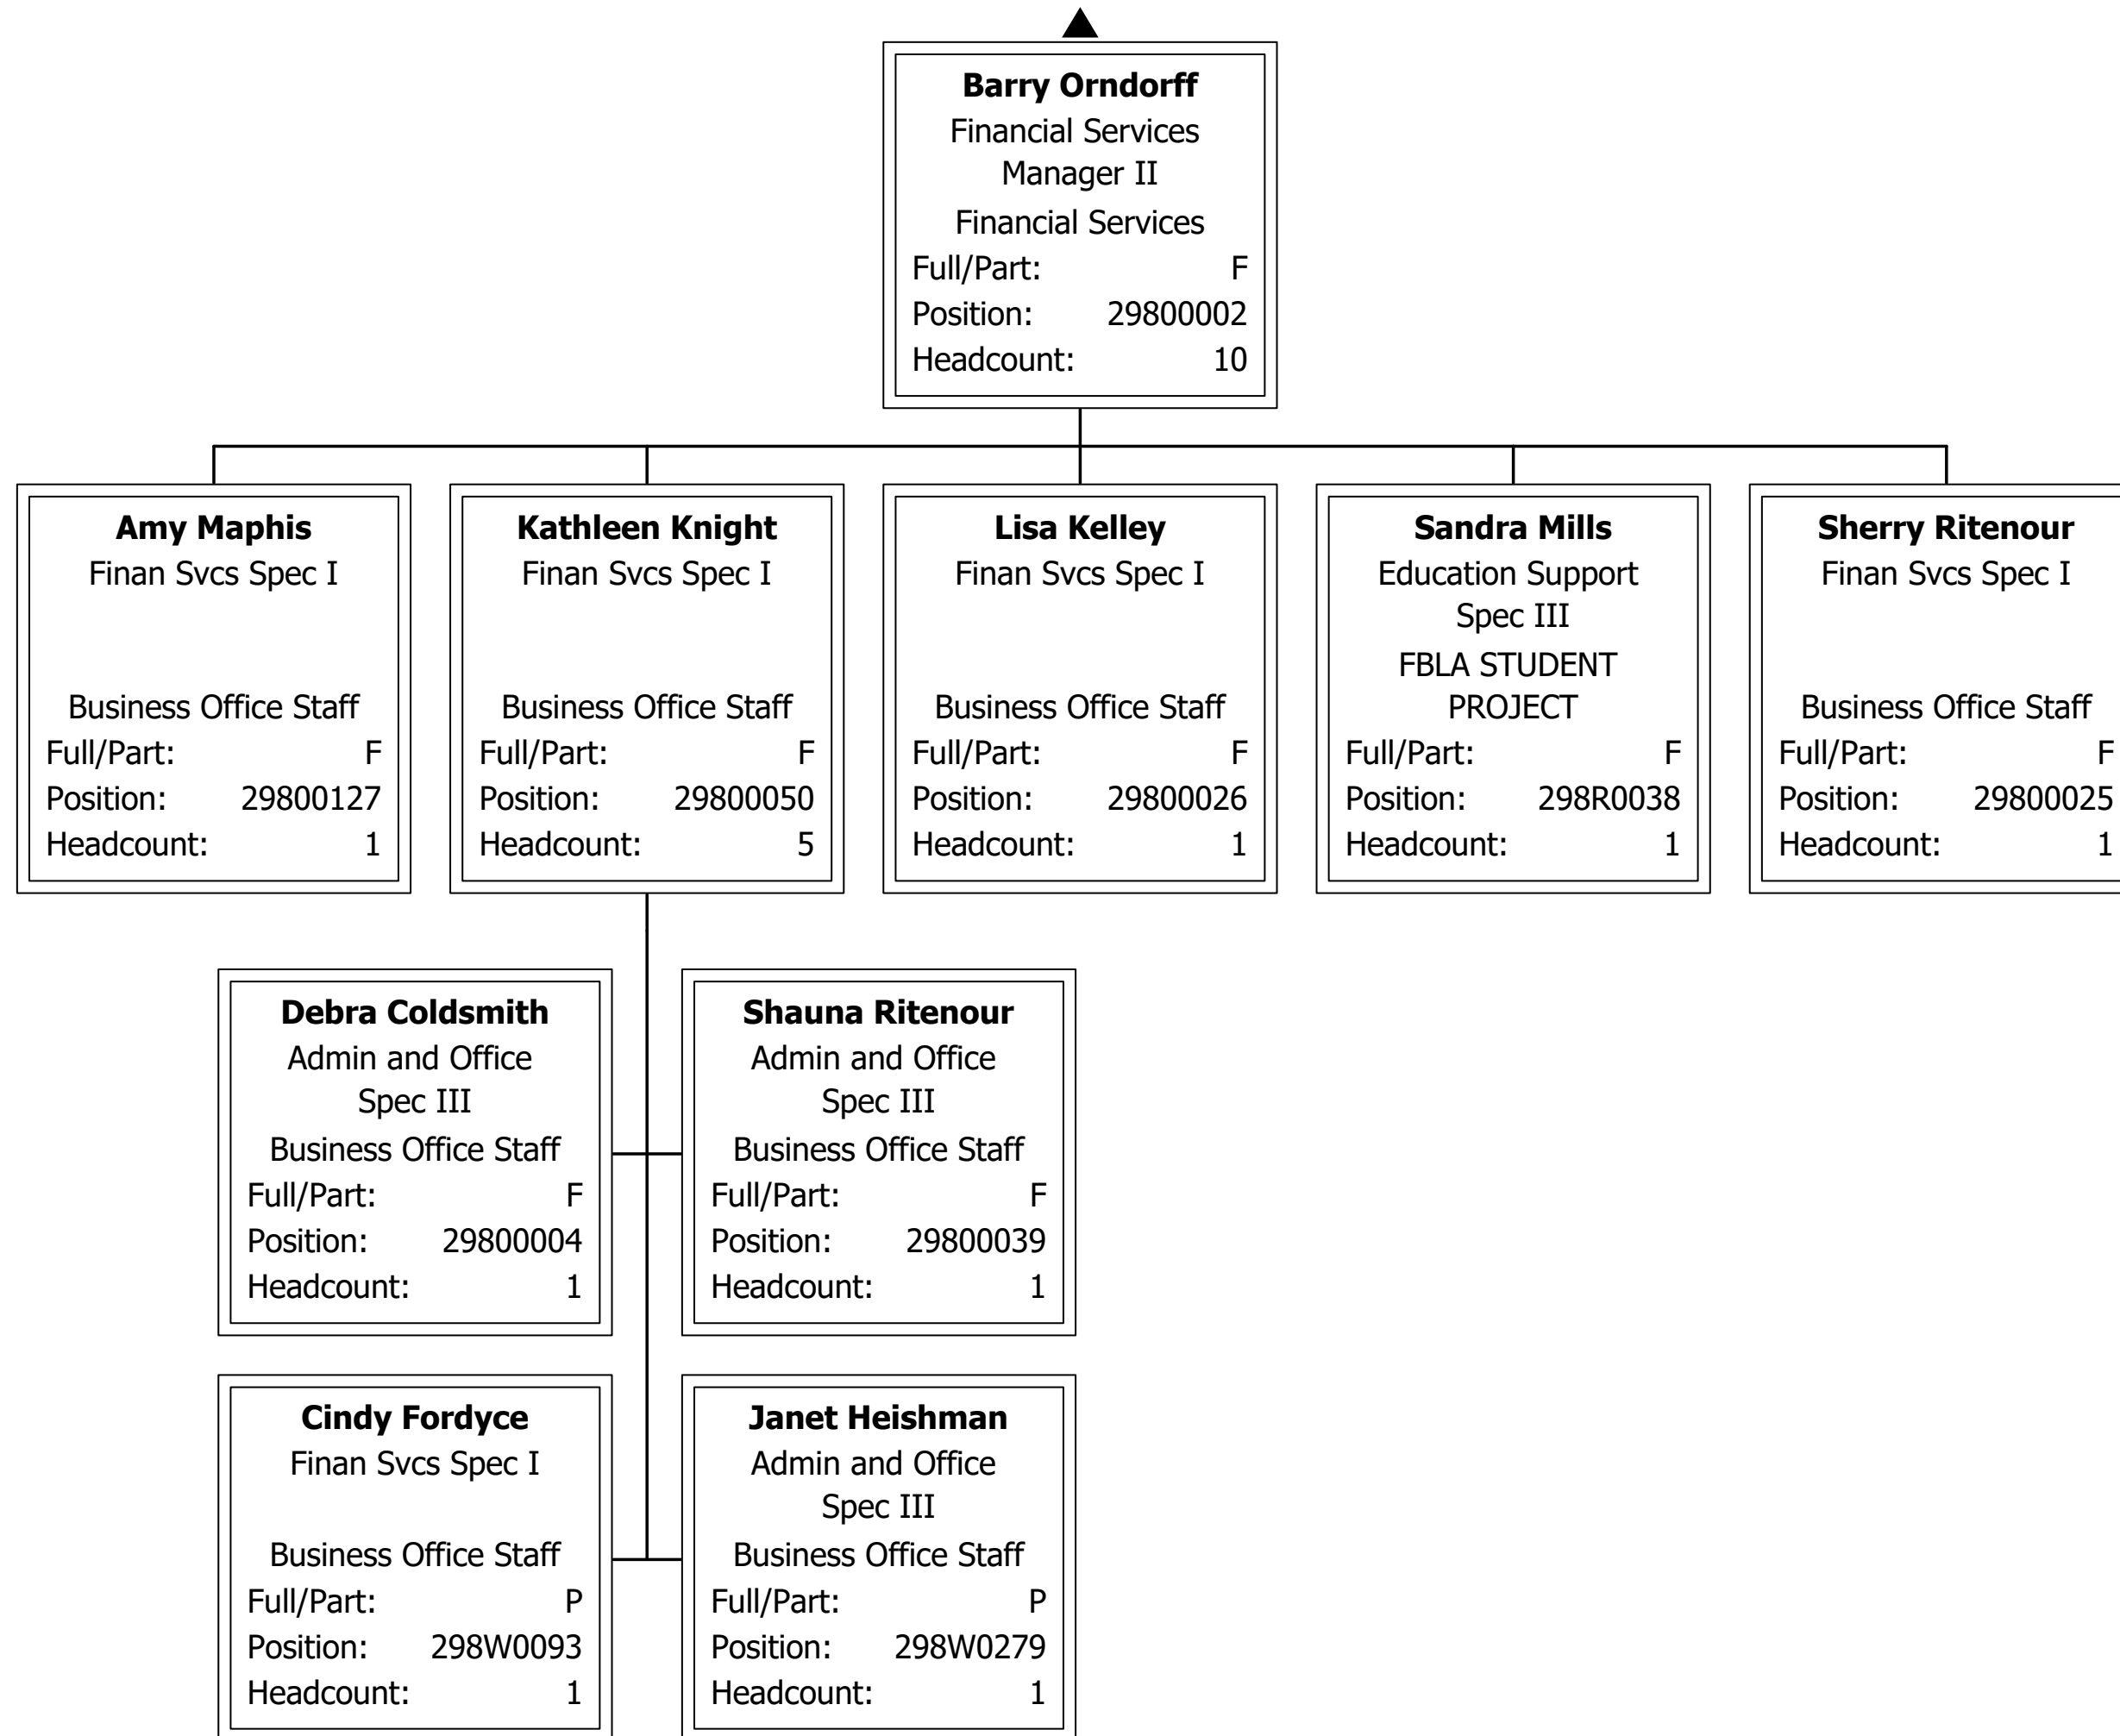 Barry Orndorff
Financial Services
Manager II
Financial Services
Full/Part: F
Position: 29800002
Headcount: 10
Amy Maphis
Finan Svcs Spec I
Business Office Staff
Full/Part: F
Position: 29800127
Headcount: 1
Kathleen Knight
Finan Svcs Spec I
Business Office Staff
Full/Part: F
Position: 29800050
Headcount: 5
Lisa Kelley
Finan Svcs Spec I
Business Office Staff
Full/Part: F
Position: 29800026
Headcount: 1
Sandra Mills
Education Support
Spec III
FBLA STUDENT
PROJECT
Full/Part: F
Position: 298R0038
Headcount: 1
Sherry Ritenour
Finan Svcs Spec I
Business Office Staff
Full/Part: F
Position: 29800025
Headcount: 1
Debra Coldsmith
Admin and Office
Spec III
Business Office Staff
Full/Part: F
Position: 29800004
Headcount: 1
Shauna Ritenour
Admin and Office
Spec III
Business Office Staff
Full/Part: F
Position: 29800039
Headcount: 1
Cindy Fordyce
Finan Svcs Spec I
Business Office Staff
Full/Part: P
Position: 298W0093
Headcount: 1
Janet Heishman
Admin and Office
Spec III
Business Office Staff
Full/Part: P
Position: 298W0279
Headcount: 1